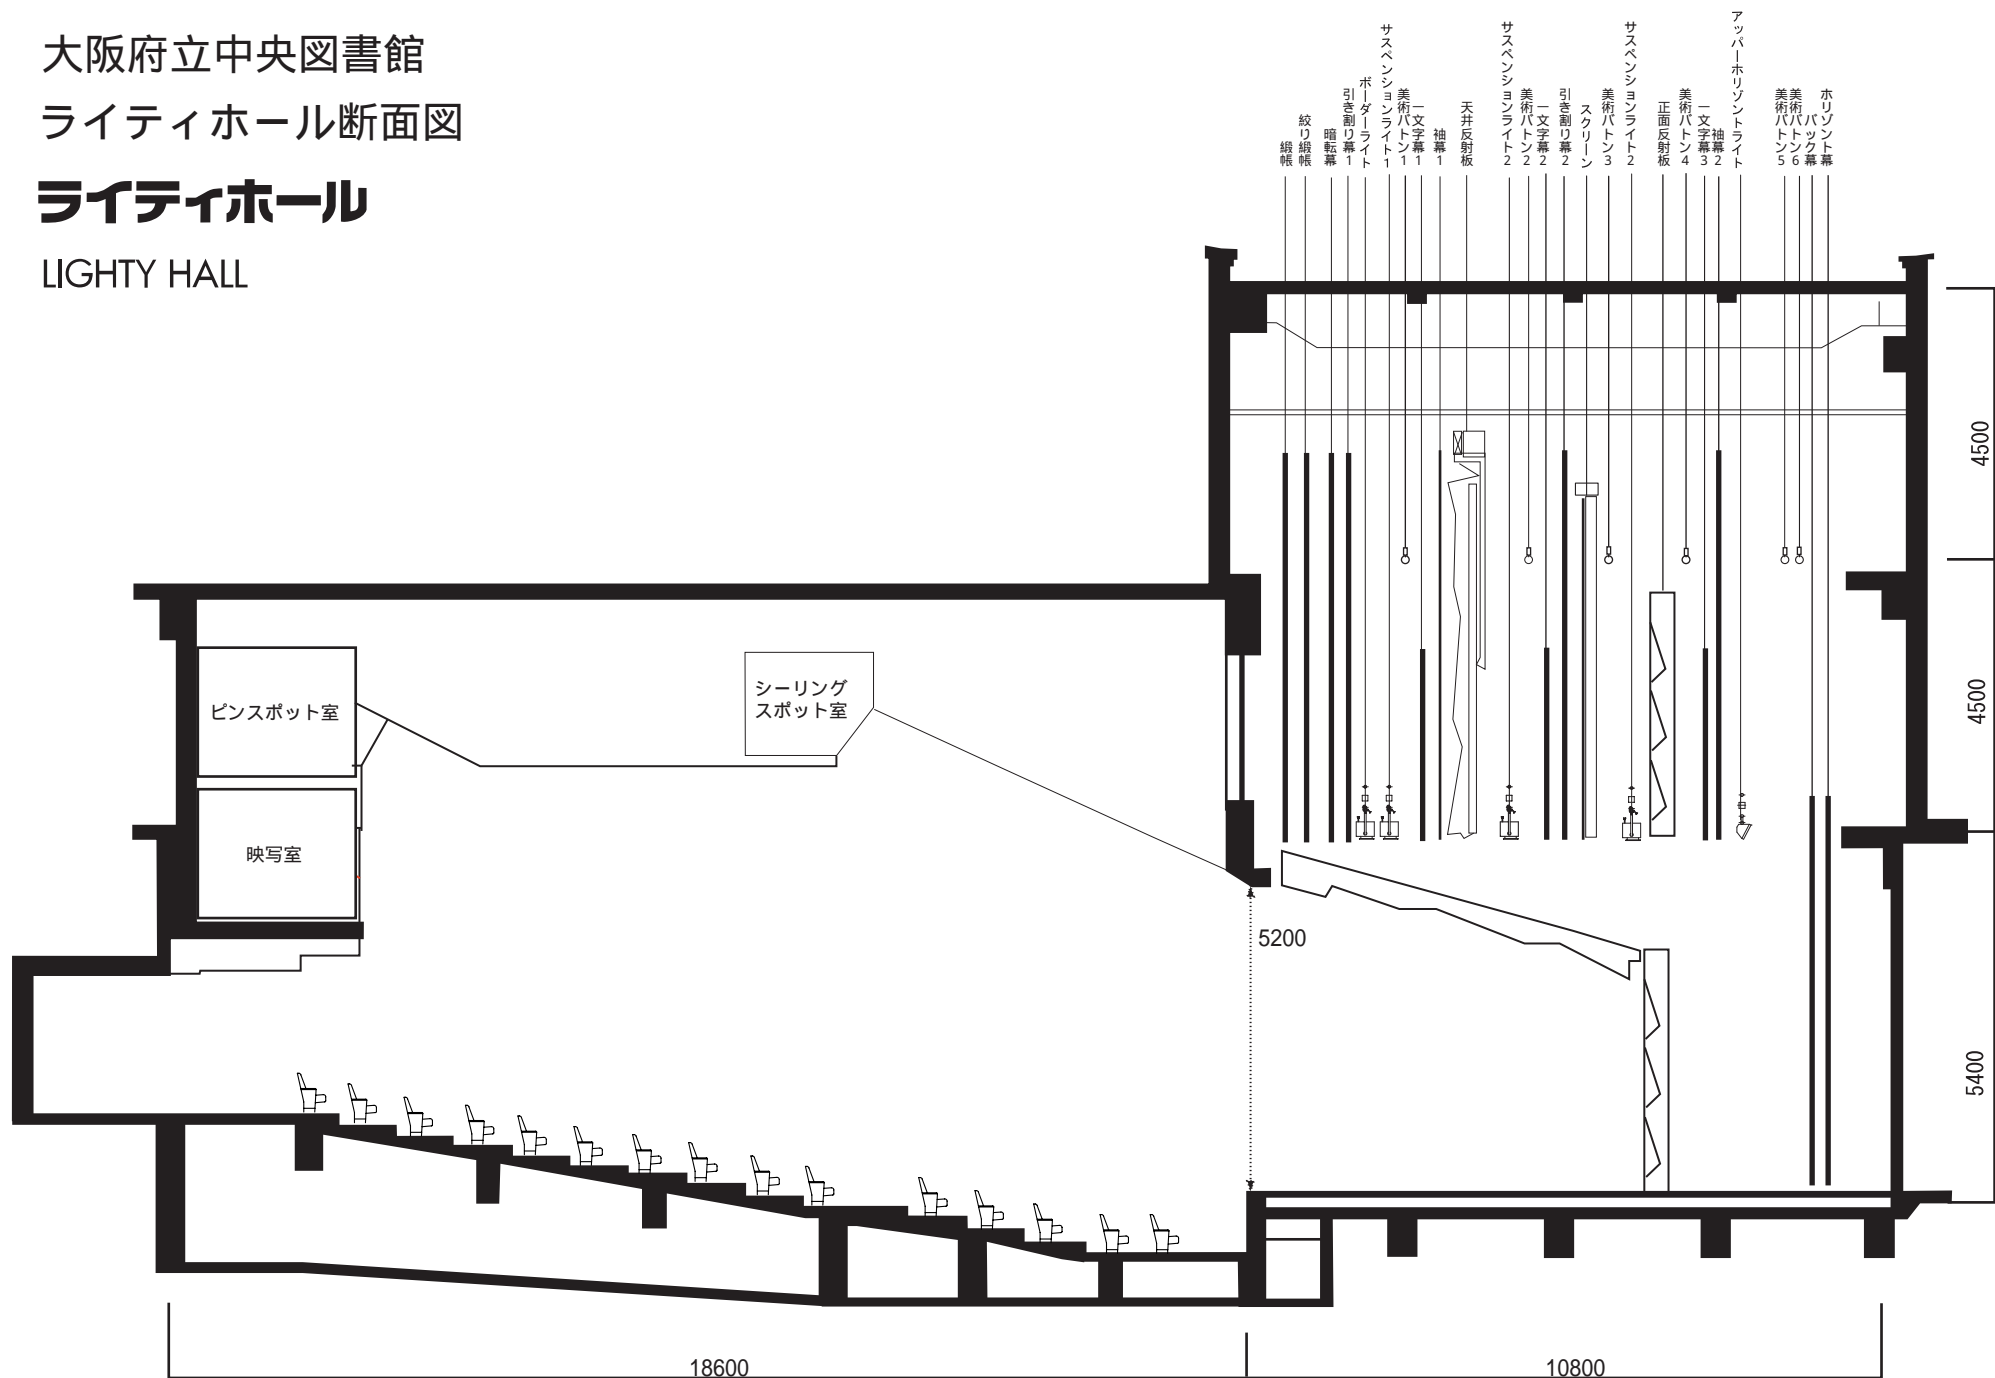 大阪府立中央図書館
ライティホール断面図
ライティホール
LIGHTY HALL
緞帳
絞り緞帳
暗転幕
引き割り幕1
ボーダーライト
サスペンションライト1
美術バトン1
一文字幕1
袖幕1
天井反射板
サスペンションライト2
美術バトン2
一文字幕2
引き割り幕2
スクリーン
美術バトン3
サスペンションライト2
正面反射板
美術バトン4
一文字幕3
袖幕2
アッパーホリゾントライト
美術バトン5
美術バトン6
バック幕
ホリゾント幕
4500
4500
5400
ピンスポット室
シーリング
スポット室
映写室
5200
18600
10800